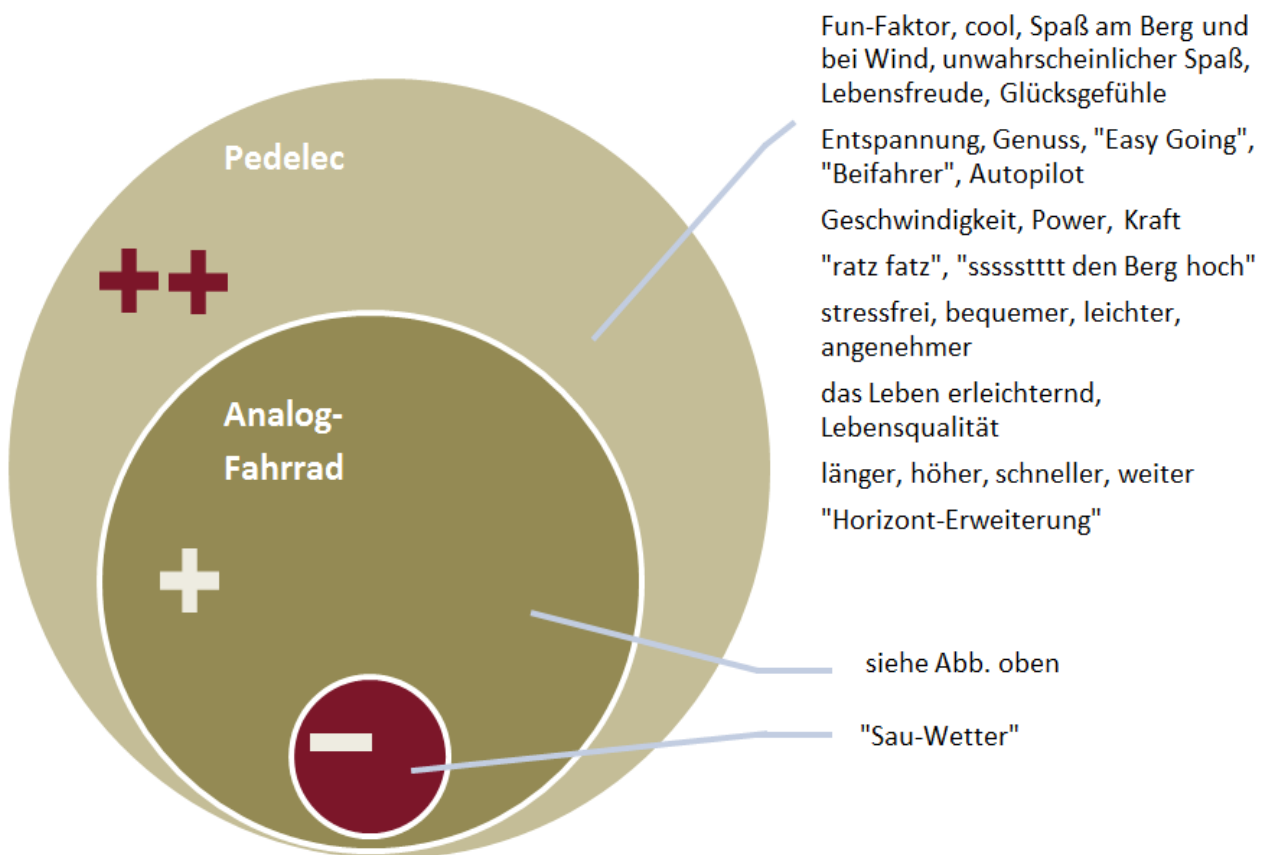 Fun-Faktor, cool, Spaß am Berg und
bei Wind, unwahrscheinlicher Spaß,
Lebensfreude, Glücksgefühle
Entspannung, Genuss, "Easy Going",
"Beifahrer", Autopilot
Geschwindigkeit, Power, Kraft
"ratz fatz", "ssssstttt den Berg hoch"
stressfrei, bequemer, leichter,
angenehmer
das Leben erleichternd,
Lebensqualität
länger, höher, schneller, weiter
"Horizont-Erweiterung"
Pedelec
++
Analog-
Fahrrad
+
siehe Abb. oben
–
"Sau-Wetter"